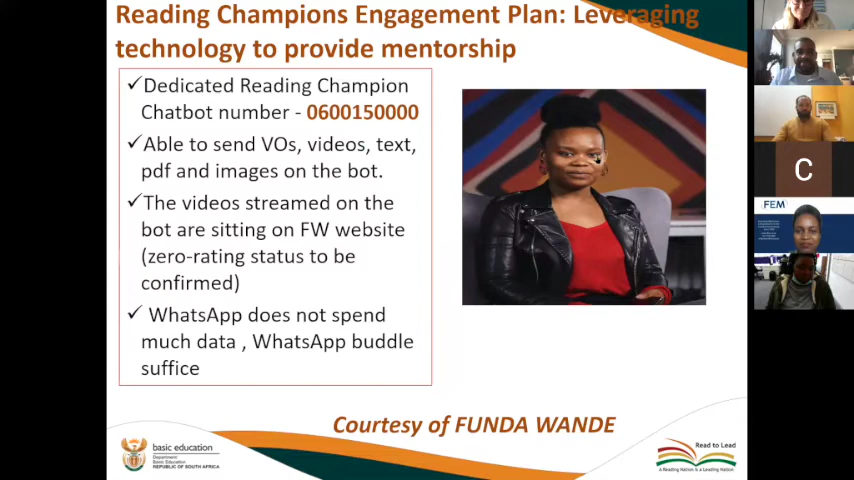 Reading Champions Engagement Plan: Leveraging
technology to provide mentorship
✓Dedicated Reading Champion
Chatbot number - 0600150000
✓Able to send VOs, videos, text,
pdf and images on the bot.
✓The videos streamed on the
bot are sitting on FW website
(zero-rating status to be
confirmed)
✓ WhatsApp does not spend
much data , WhatsApp buddle
suffice
Courtesy of FUNDA WANDE
basic education
Department:
Basic Education
REPUBLIC OF SOUTH AFRICA
Read to Lead
A Reading Nation is a Leading Nation
C
FEM